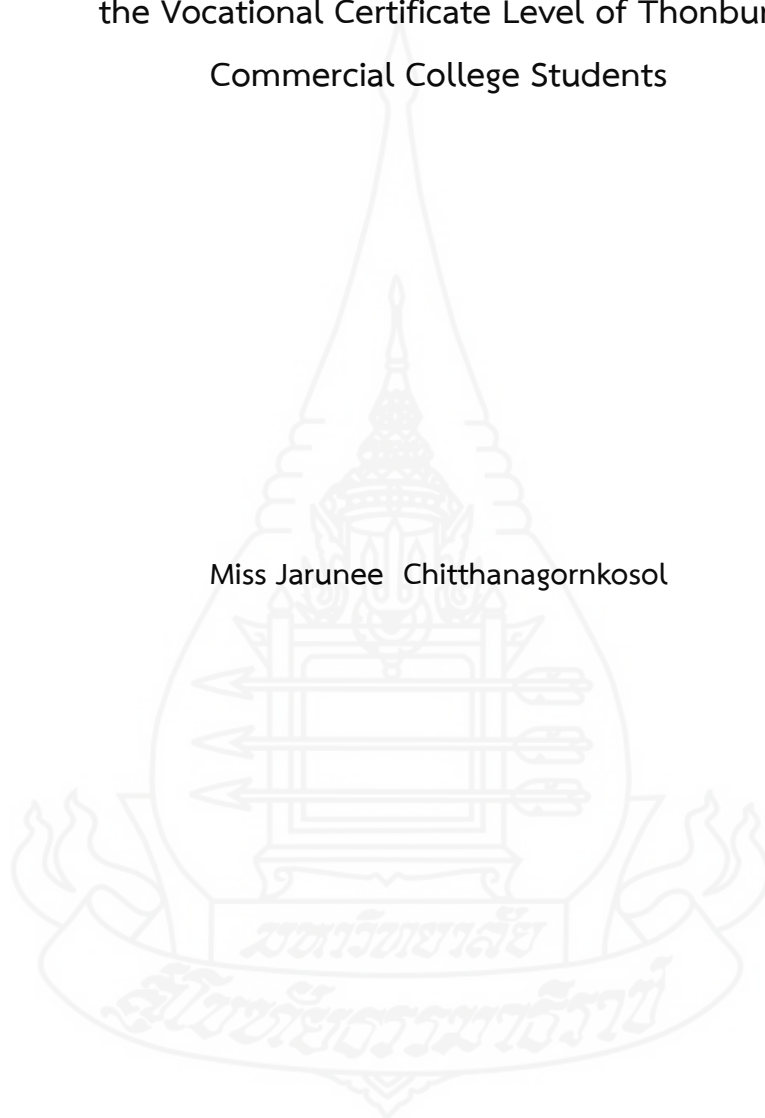 the Vocational Certificate Level of Thonburi
Commercial College Students
Miss Jarunee Chitthanagornkosol
มหาวิทยาลัย
สุโขทัยธรรมาธิราช